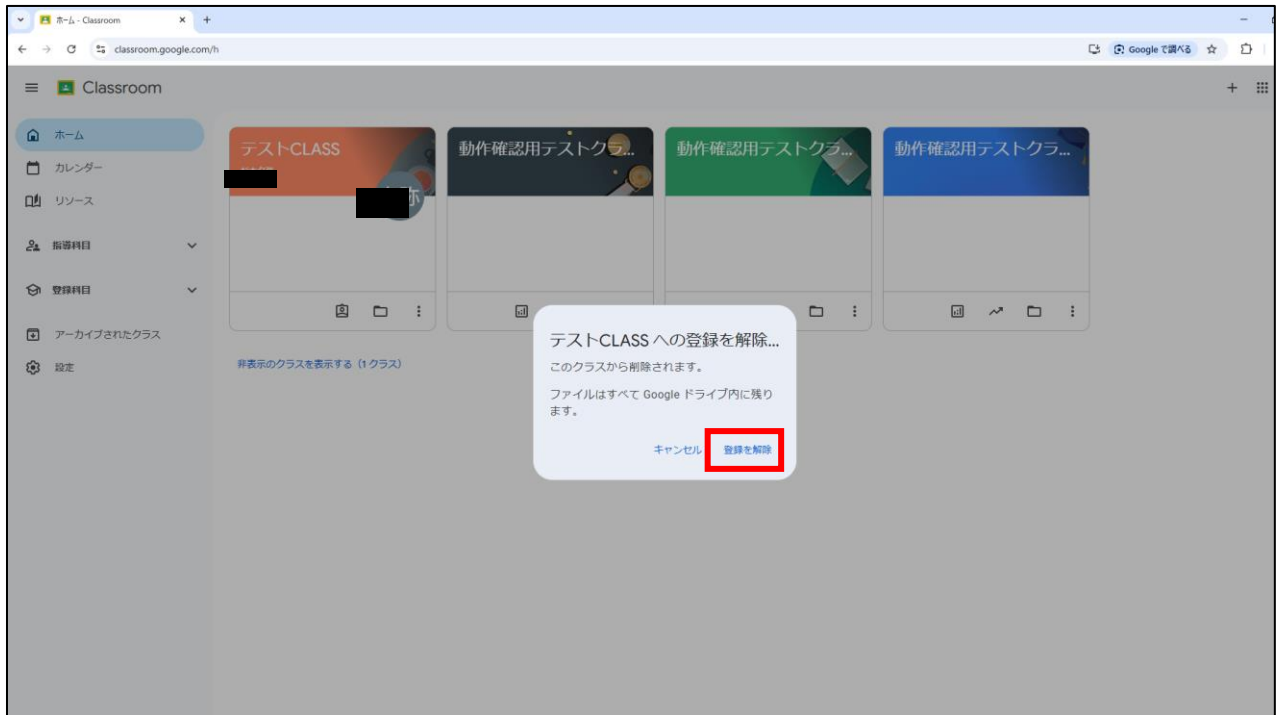 ホーム - Classroom
classroom.google.com/h
Google で調べる
Classroom
ホーム
カレンダー
リソース
指導科目
登録科目
アーカイブされたクラス
設定
テストCLASS
動作確認用テストクラ...
動作確認用テストクラ...
動作確認用テストクラ...
非表示のクラスを表示する（1 クラス）
テストCLASS への登録を解除...
このクラスから削除されます。
ファイルはすべて Google ドライブ内に残り
ます。
キャンセル
登録を解除